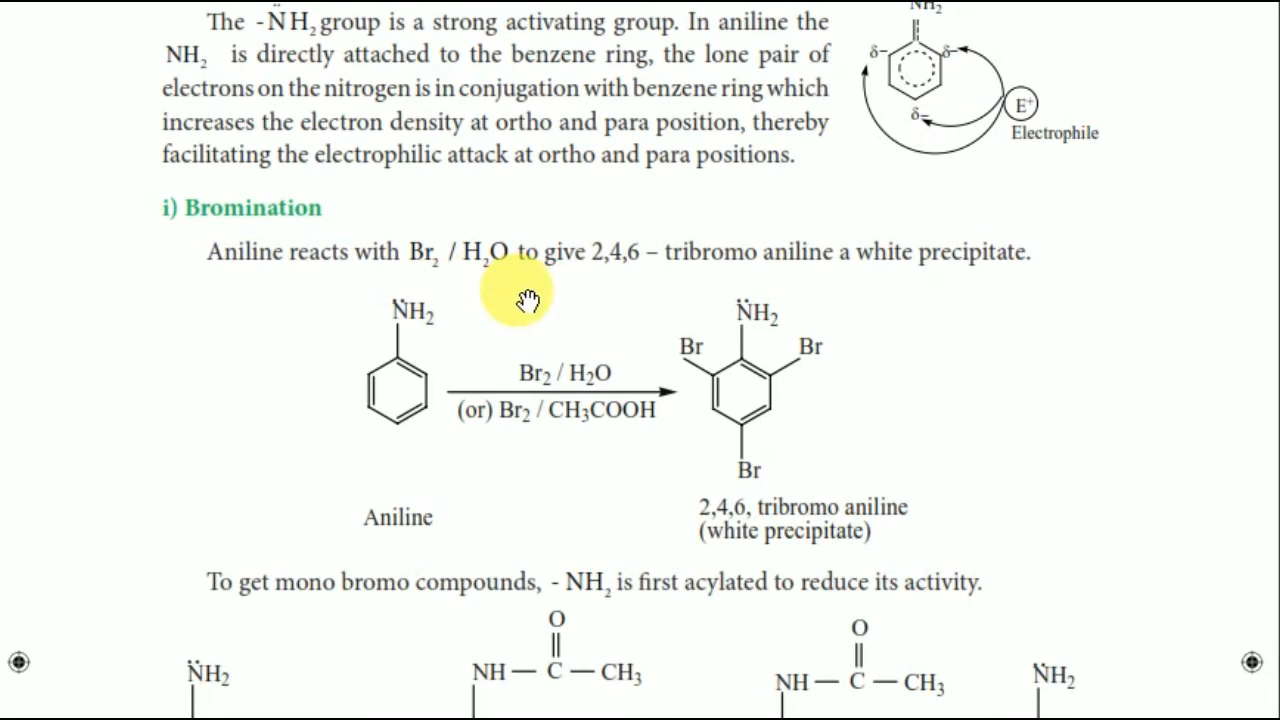 The -N̈H₂ group is a strong activating group. In aniline the
NH₂ is directly attached to the benzene ring, the lone pair of
electrons on the nitrogen is in conjugation with benzene ring which
increases the electron density at ortho and para position, thereby
facilitating the electrophilic attack at ortho and para positions.
NH₂
δ− δ−
δ−
E⁺
Electrophile
i) Bromination
Aniline reacts with Br₂ / H₂O to give 2,4,6 – tribromo aniline a white precipitate.
N̈H₂
Br₂ / H₂O
(or) Br₂ / CH₃COOH
N̈H₂
Br Br
Br
Aniline
2,4,6, tribromo aniline
(white precipitate)
To get mono bromo compounds, - NH₂ is first acylated to reduce its activity.
N̈H₂
O
NH — C — CH₃
O
NH — C — CH₃
N̈H₂